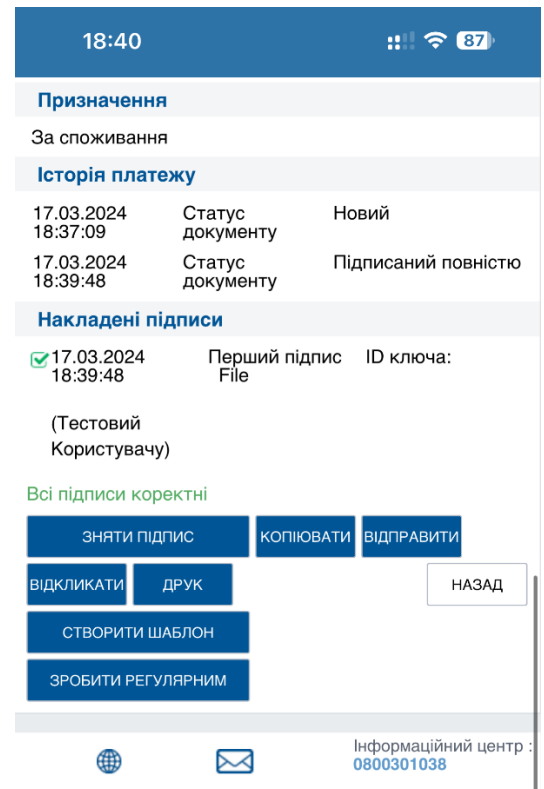 18:40
87
Призначення
За споживання
Історія платежу
17.03.2024 Статус Новий
18:37:09 документу
17.03.2024 Статус Підписаний повністю
18:39:48 документу
Накладені підписи
17.03.2024 Перший підпис ID ключа:
18:39:48 File
(Тестовий
Користувачу)
Всі підписи коректні
ЗНЯТИ ПІДПИС КОПІЮВАТИ ВІДПРАВИТИ
ВІДКЛИКАТИ ДРУК НАЗАД
СТВОРИТИ ШАБЛОН
ЗРОБИТИ РЕГУЛЯРНИМ
Інформаційний центр :
0800301038